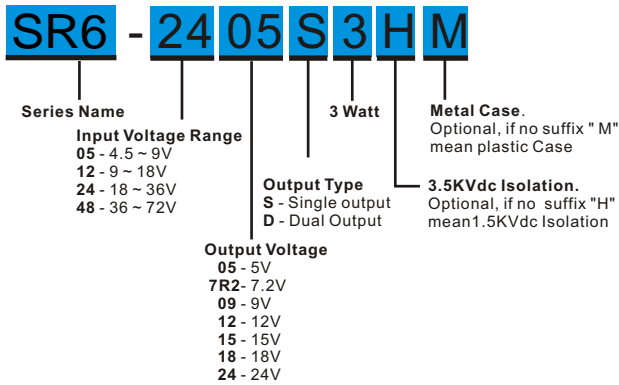 SR6 - 24 05 S 3 H M
Series Name
Input Voltage Range
05 - 4.5 ~ 9V
12 - 9 ~ 18V
24 - 18 ~ 36V
48 - 36 ~ 72V
Output Voltage
05 - 5V
7R2- 7.2V
09 - 9V
12 - 12V
15 - 15V
18 - 18V
24 - 24V
Output Type
S - Single output
D - Dual Output
3 Watt
Metal Case.
Optional, if no suffix " M"
mean plastic Case
3.5KVdc Isolation.
Optional, if no suffix "H"
mean1.5KVdc Isolation